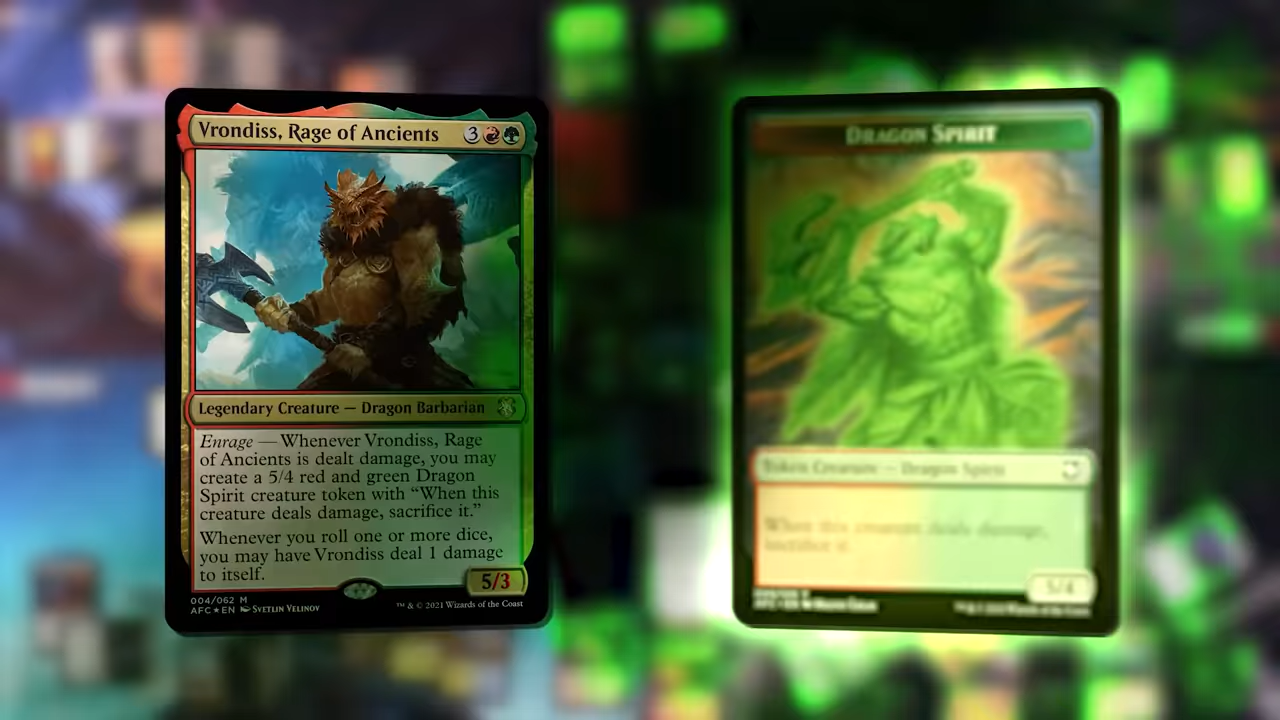 Vrondiss, Rage of Ancients 3
Legendary Creature — Dragon Barbarian
Enrage — Whenever Vrondiss, Rage
of Ancients is dealt damage, you may
create a 5/4 red and green Dragon
Spirit creature token with “When this
creature deals damage, sacrifice it.”
Whenever you roll one or more dice,
you may have Vrondiss deal 1 damage
to itself.
5/3
004/062 M
AFC ★ EN Svetlin Velinov
™ & © 2021 Wizards of the Coast
Dragon Spirit
Token Creature — Dragon Spirit
When this creature deals damage,
sacrifice it.
5/4